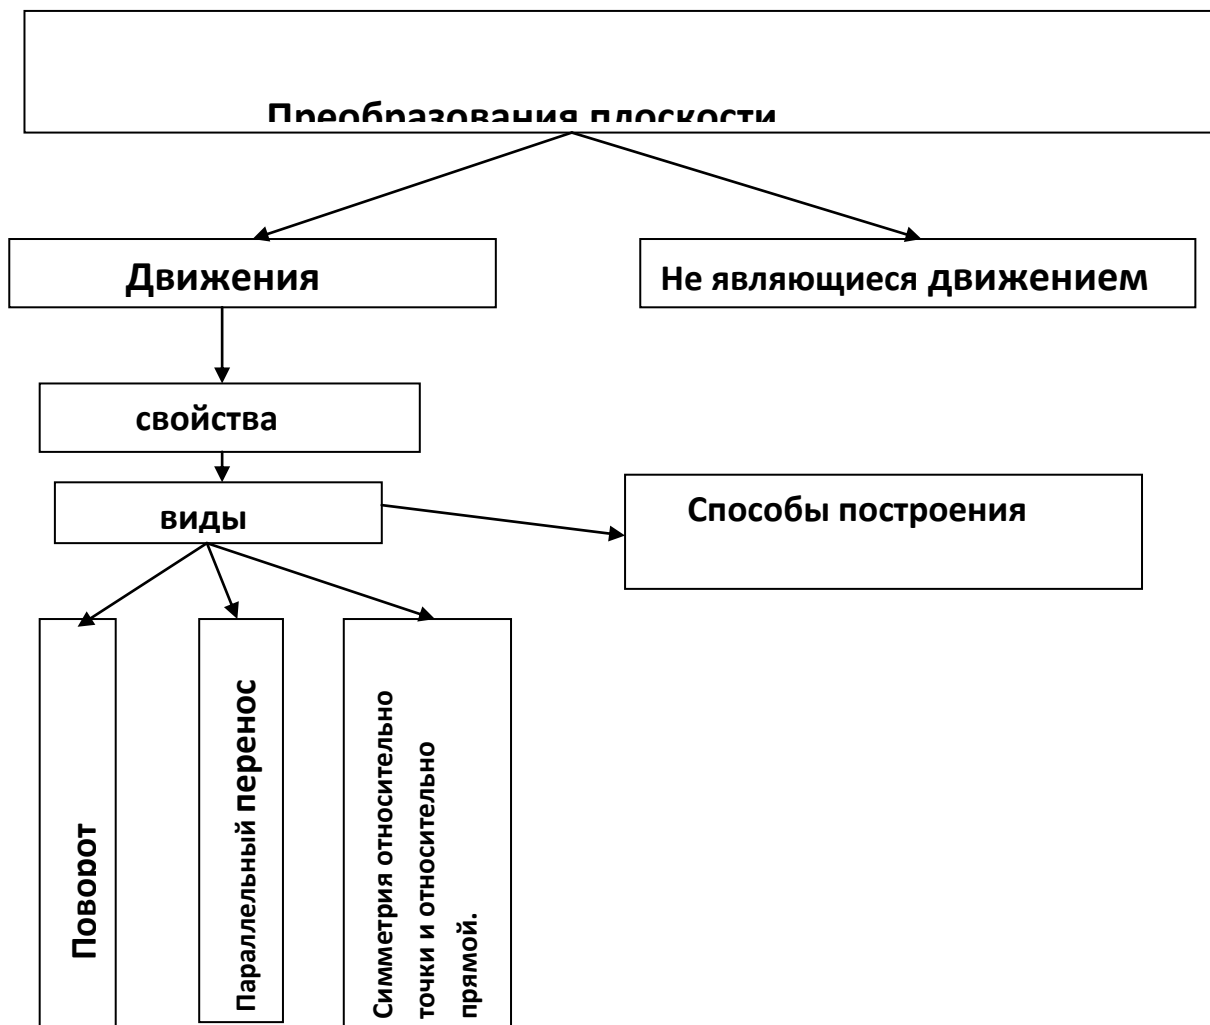 Преобразования плоскости
Движения
Не являющиеся движением
свойства
виды
Способы построения
Поворот
Параллельный перенос
Симметрия относительно
точки и относительно
прямой.